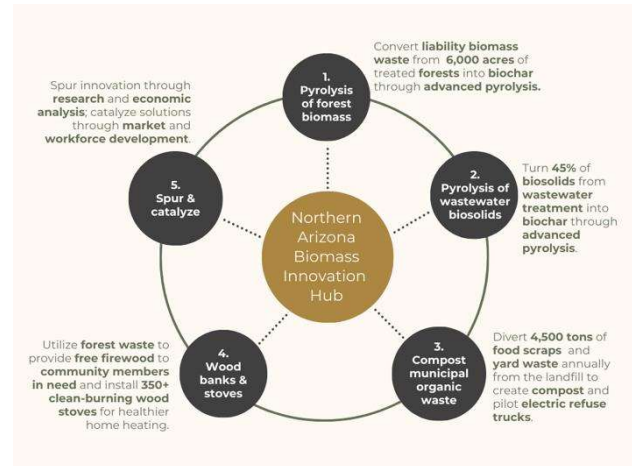 1.
Pyrolysis
of forest
biomass
Convert liability biomass
waste from 6,000 acres of
treated forests into biochar
through advanced pyrolysis.
2.
Pyrolysis of
wastewater
biosolids
Turn 45% of
biosolids from
wastewater
treatment into
biochar through
advanced
pyrolysis.
3.
Compost
municipal
organic
waste
Divert 4,500 tons of
food scraps and
yard waste annually
from the landfill to
create compost and
pilot electric refuse
trucks.
4.
Wood
banks &
stoves
Utilize forest waste to
provide free firewood to
community members
in need and install 350+
clean-burning wood
stoves for healthier
home heating.
5.
Spur &
catalyze
Spur innovation through
research and economic
analysis; catalyze solutions
through market and
workforce development.
Northern
Arizona
Biomass
Innovation
Hub